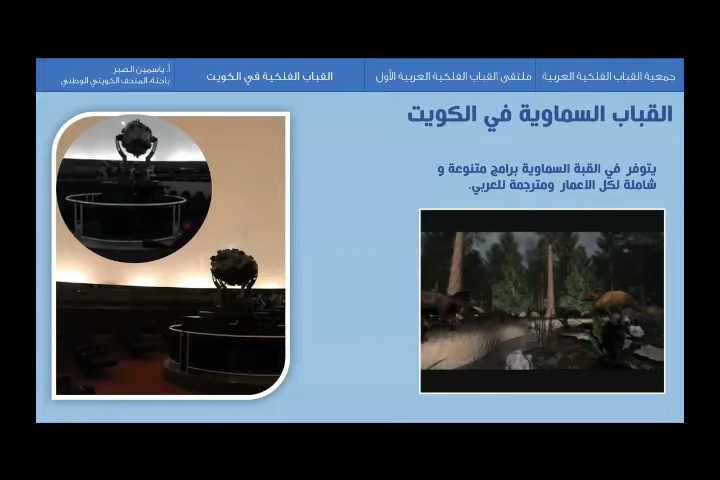 جمعية القباب الفلكية العربية
ملتقى القباب الفلكية العربية الأول
القباب الفلكية في الكويت
أ. ياسمين الصبر
باحثة، المتحف الكويتي الوطني
القباب السماوية في الكويت
يتوفر في القبة السماوية برامج متنوعة و
شاملة لكل الاعمار ومترجمة للعربي.